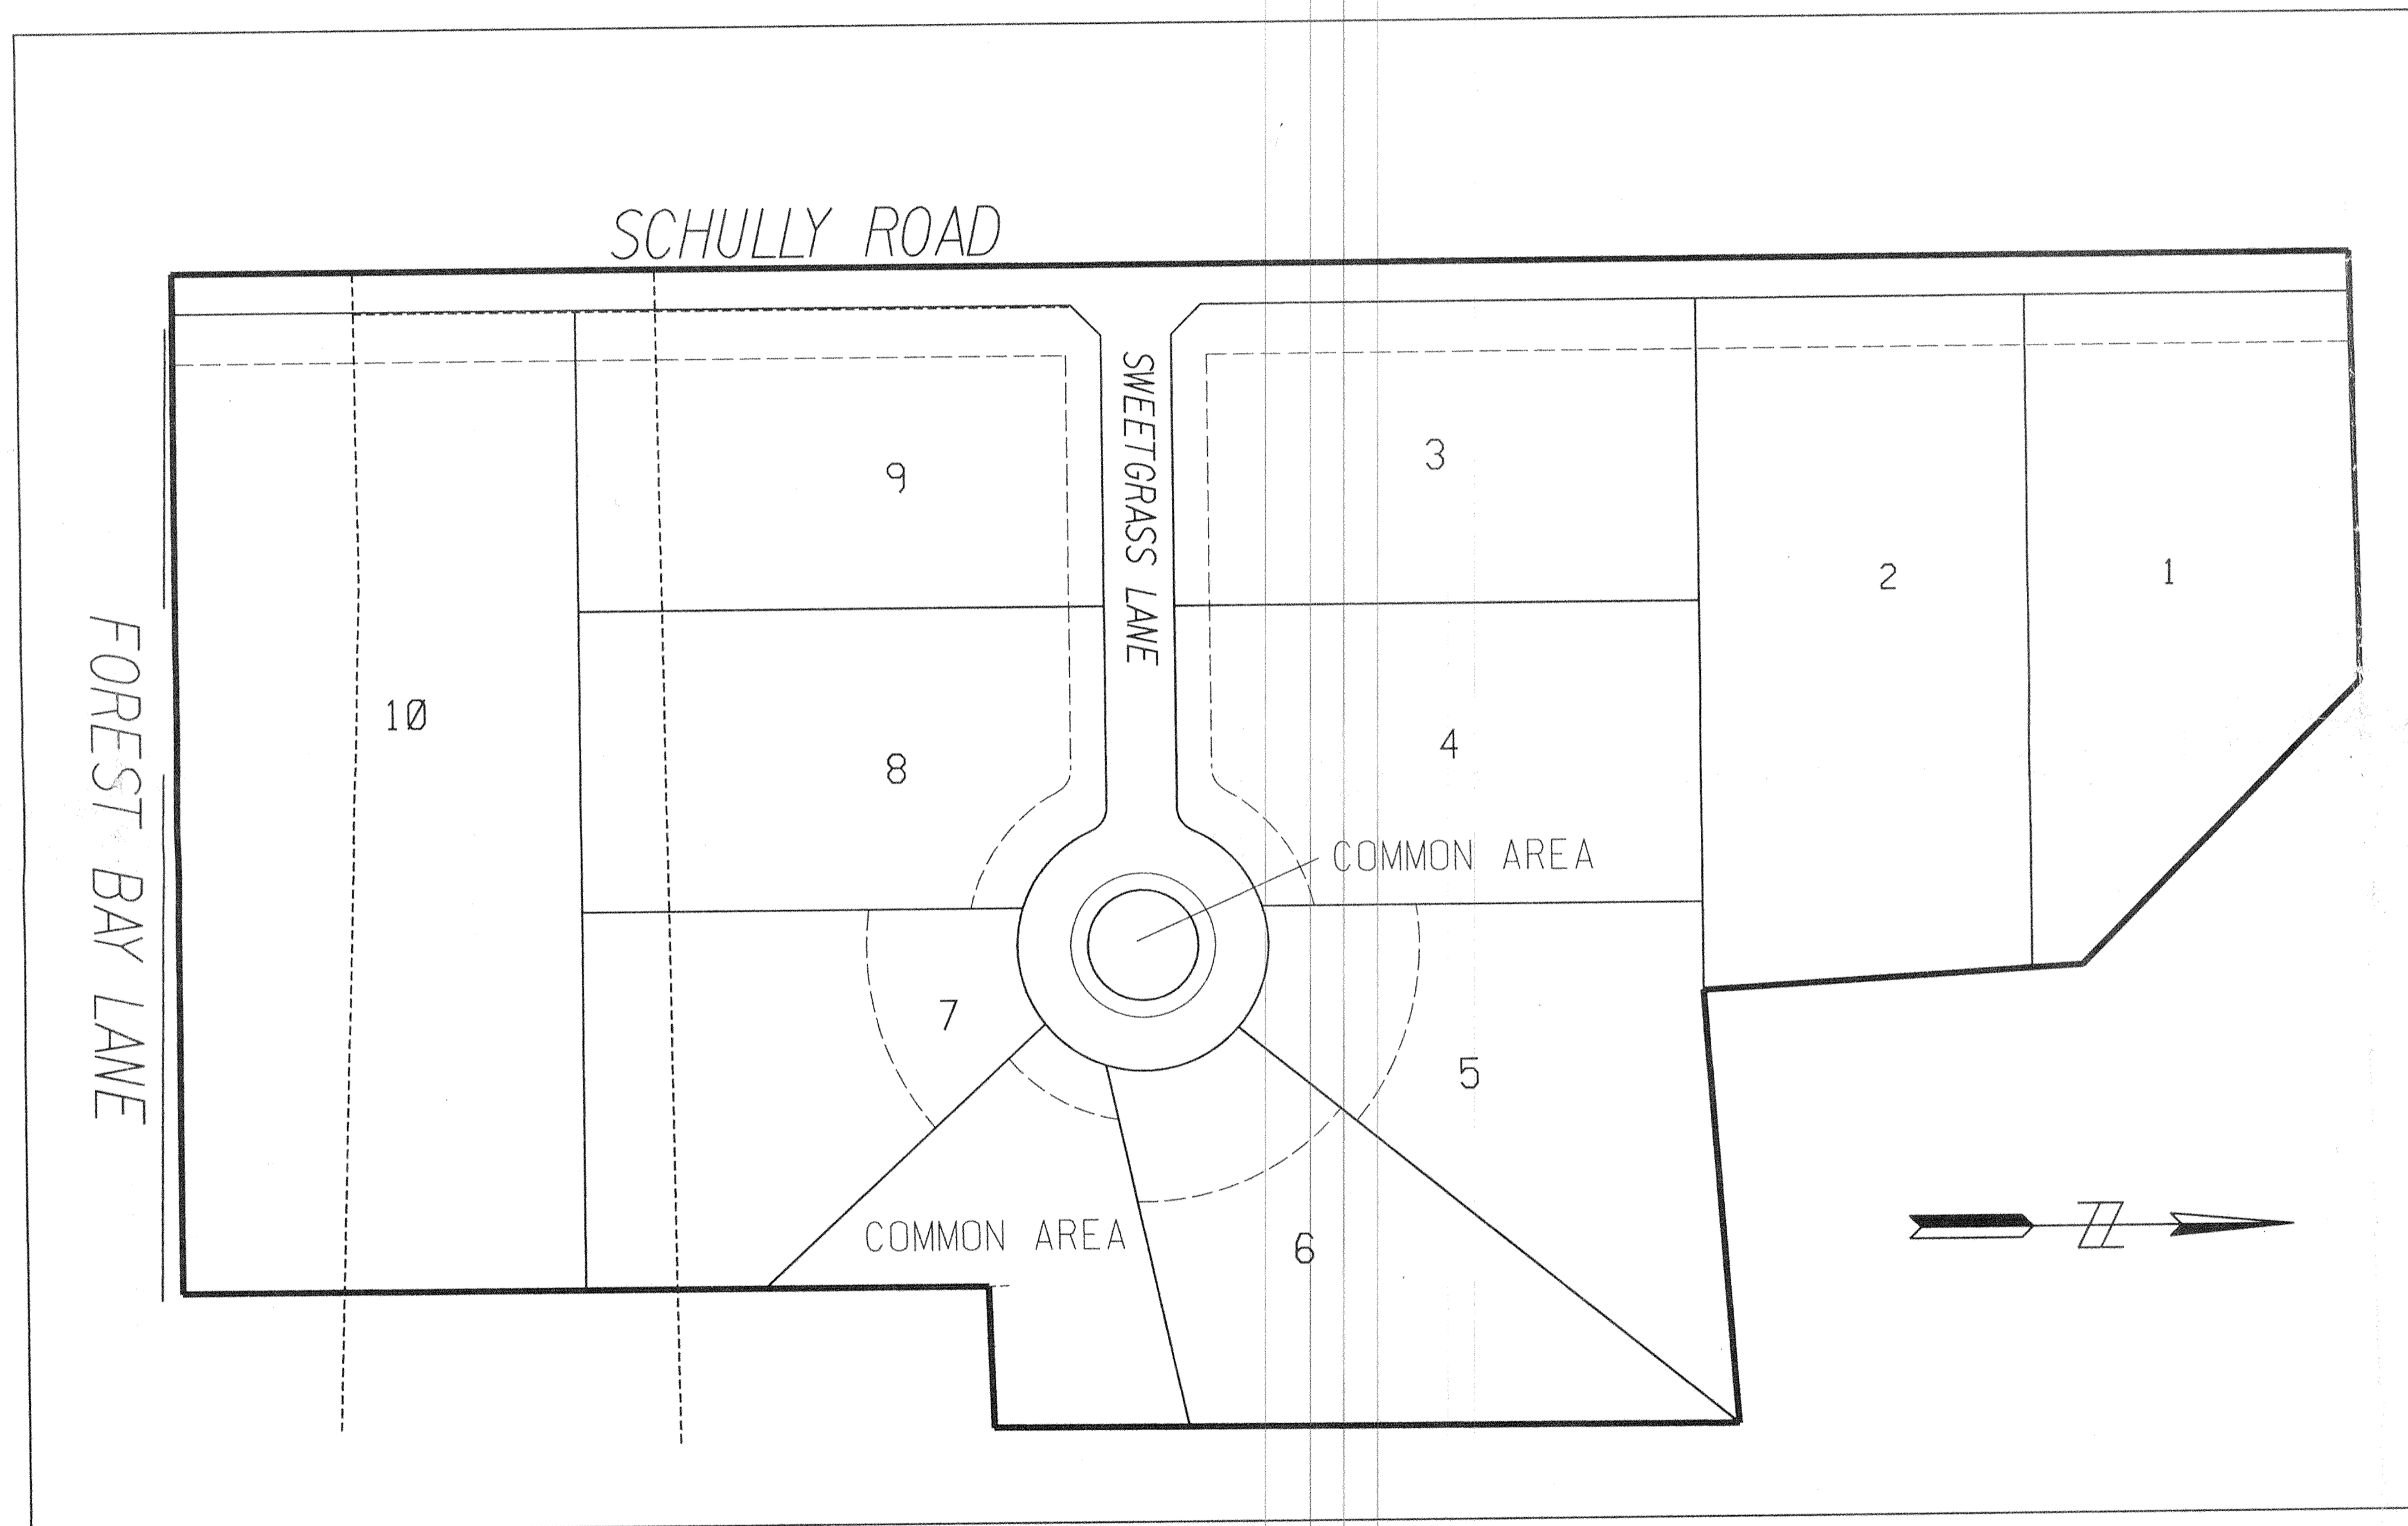 SCHULLY ROAD
SWEETGRASS LANE
FOREST BAY LANE
9
3
2
1
10
8
4
COMMON AREA
7
5
COMMON AREA
6
N